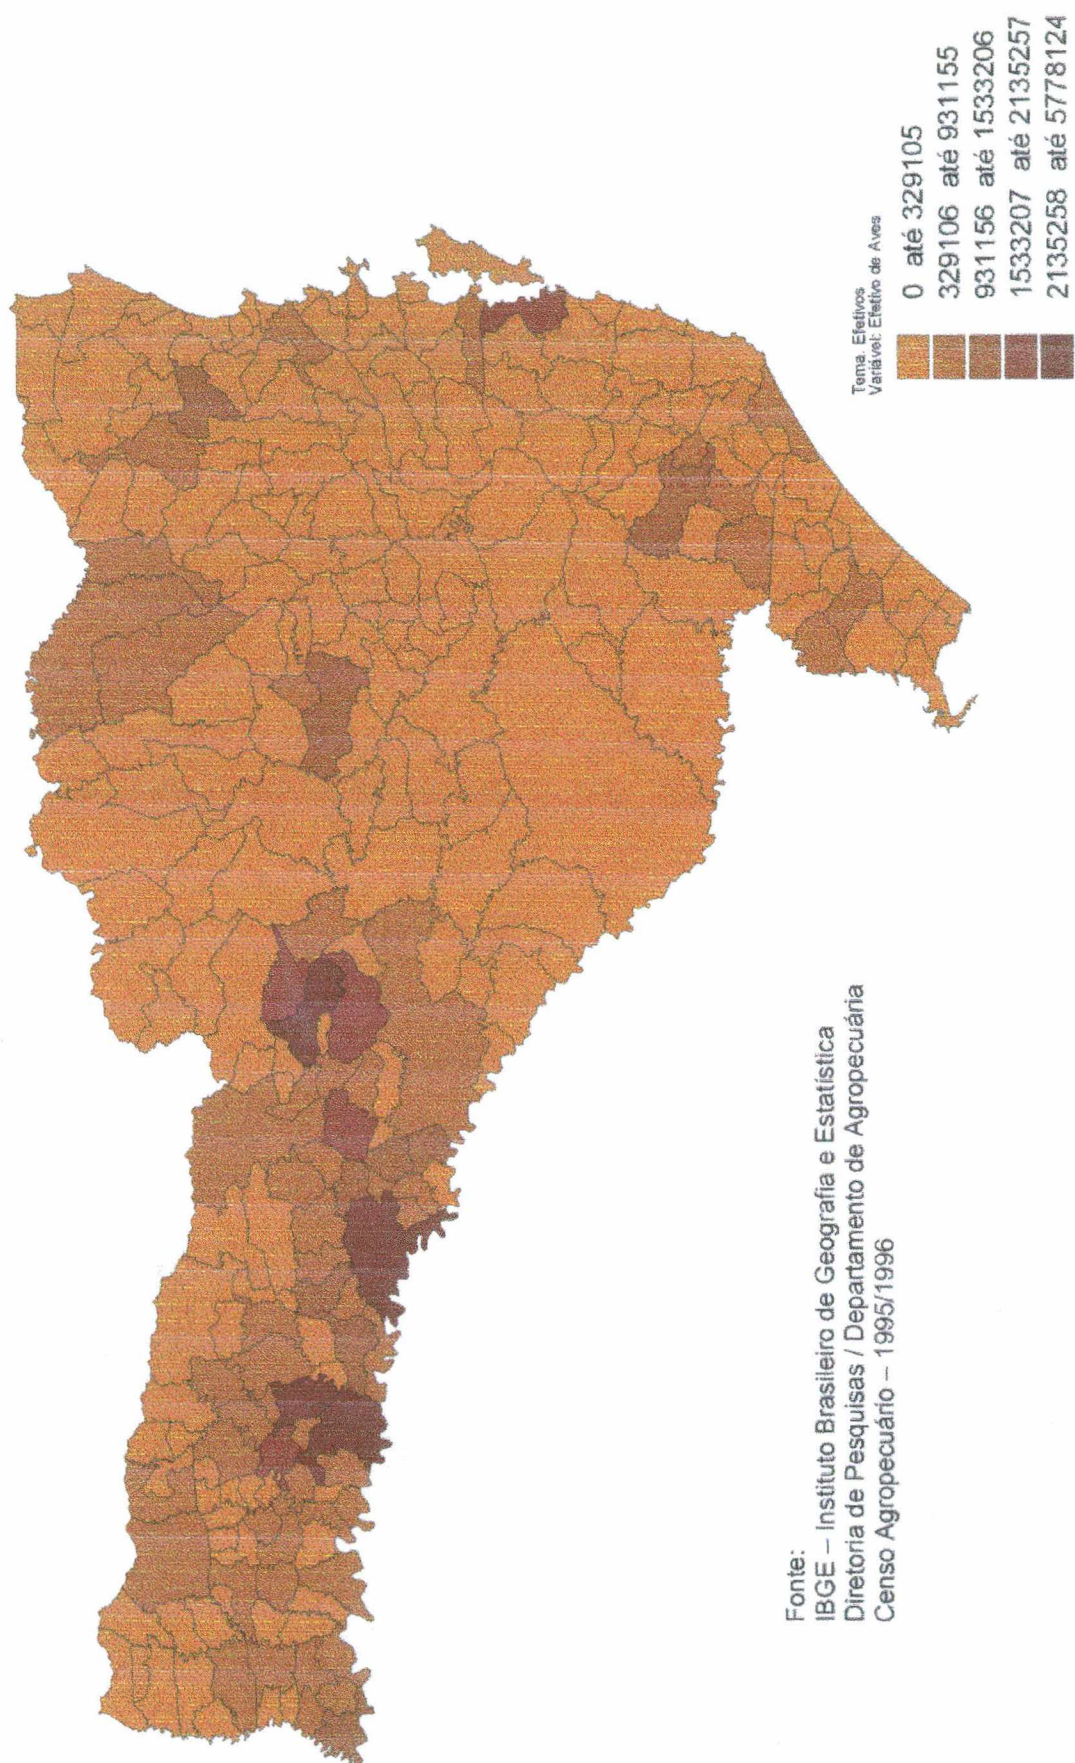 Tema: Efetivos
Variável: Efetivo de Aves
0 até 329105
329106 até 931155
931156 até 1533206
1533207 até 2135257
2135258 até 5778124
Fonte:
IBGE – Instituto Brasileiro de Geografia e Estatística
Diretoria de Pesquisas / Departamento de Agropecuária
Censo Agropecuário – 1995/1996